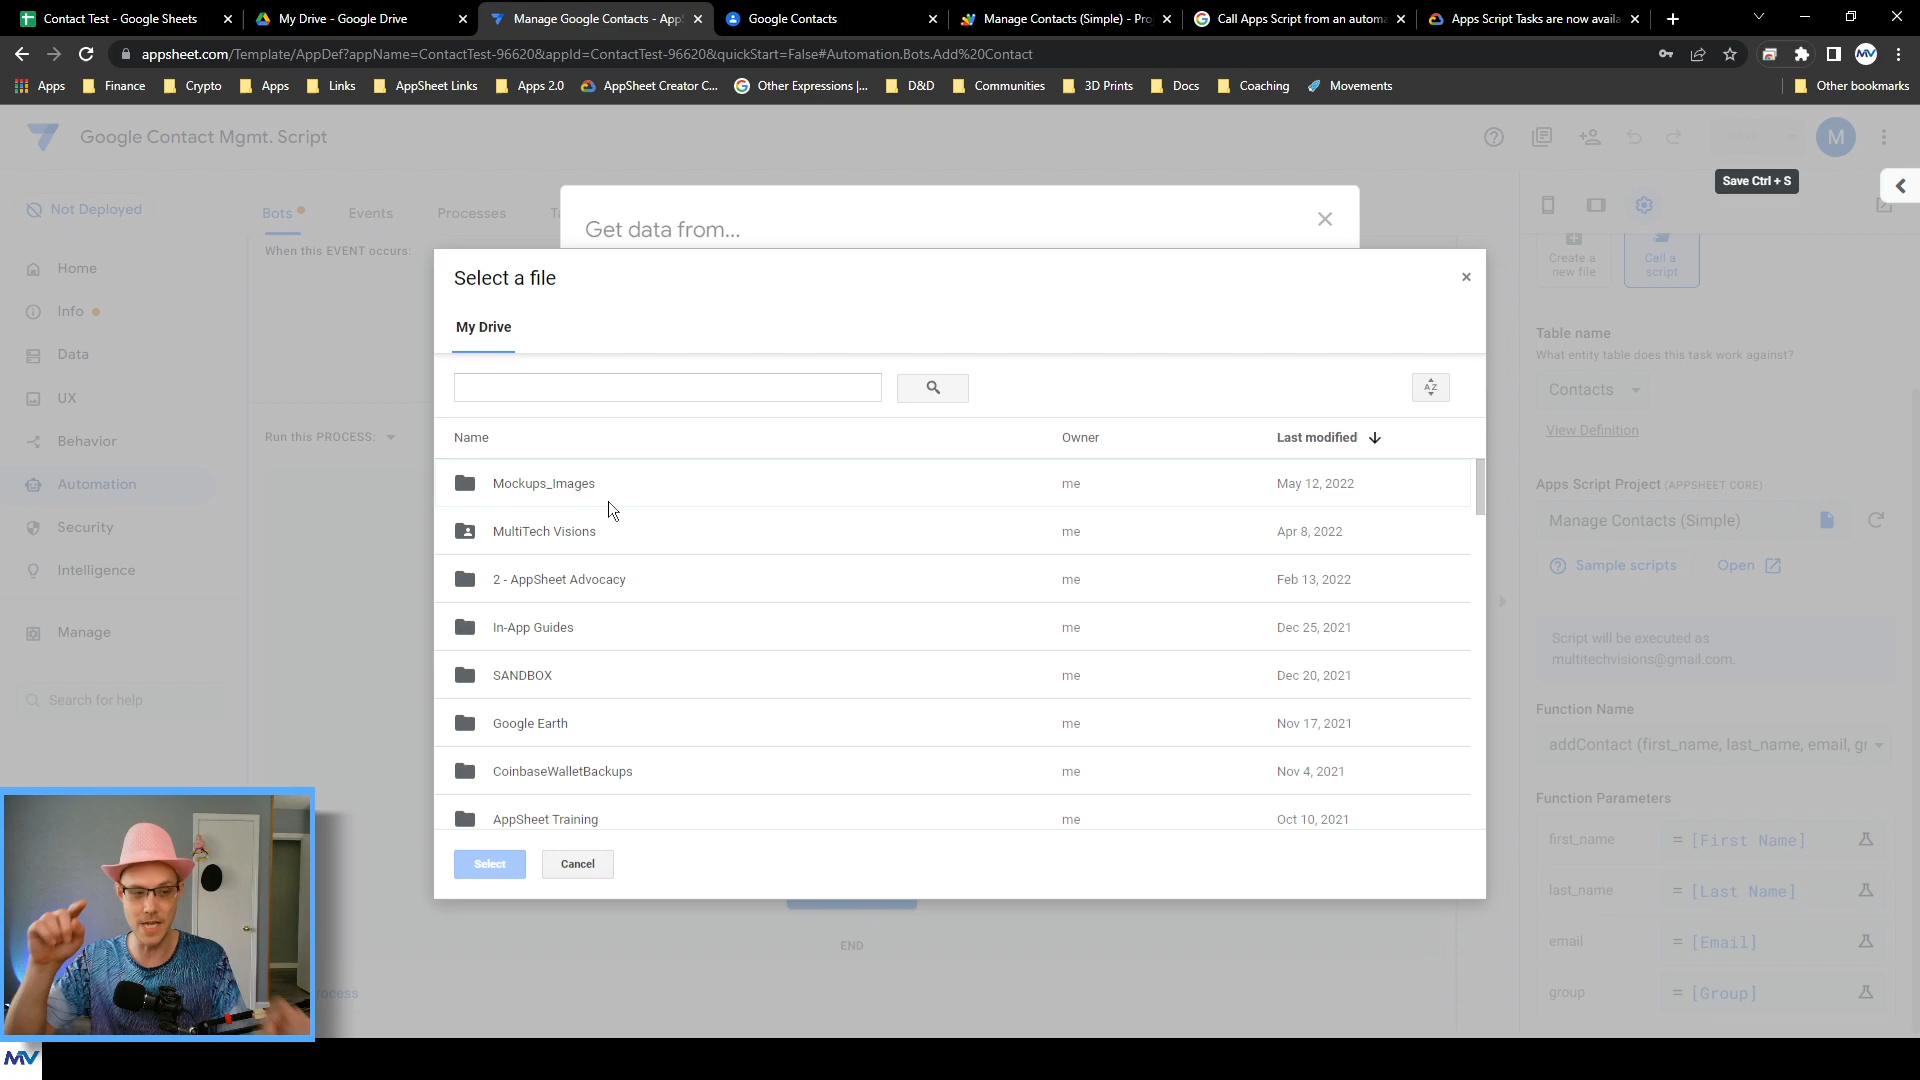 Contact Test - Google Sheets
My Drive - Google Drive
Manage Google Contacts - App
Google Contacts
Manage Contacts (Simple) - Pro
Call Apps Script from an automa
Apps Script Tasks are now availa
appsheet.com/Template/AppDef?appName=ContactTest-96620&appId=ContactTest-96620&quickStart=False#Automation.Bots.Add%20Contact
MV
Apps
Finance
Crypto
Apps
Links
AppSheet Links
Apps 2.0
AppSheet Creator C...
Other Expressions |...
D&D
Communities
3D Prints
Docs
Coaching
Movements
Other bookmarks
Google Contact Mgmt. Script
M
Save Ctrl + S
Not Deployed
Bots
Events
Processes
Home
Info
Data
UX
Behavior
Automation
Security
Intelligence
Manage
Search for help
When this EVENT occurs:
Run this PROCESS:
Get data from...
Select a file
My Drive
AZ
Name Owner Last modified
Mockups_Images me May 12, 2022
MultiTech Visions me Apr 8, 2022
2 - AppSheet Advocacy me Feb 13, 2022
In-App Guides me Dec 25, 2021
SANDBOX me Dec 20, 2021
Google Earth me Nov 17, 2021
CoinbaseWalletBackups me Nov 4, 2021
AppSheet Training me Oct 10, 2021
Select
Cancel
END
Create a
new file
Call a
script
Table name
What entity table does this task work against?
Contacts
View Definition
Apps Script Project (APPSHEET CORE)
Manage Contacts (Simple)
Sample scripts
Open
Script will be executed as
multitechvisions@gmail.com.
Function Name
addContact (first_name, last_name, email, gr
Function Parameters
first_name = [First Name]
last_name = [Last Name]
email = [Email]
group = [Group]
MV